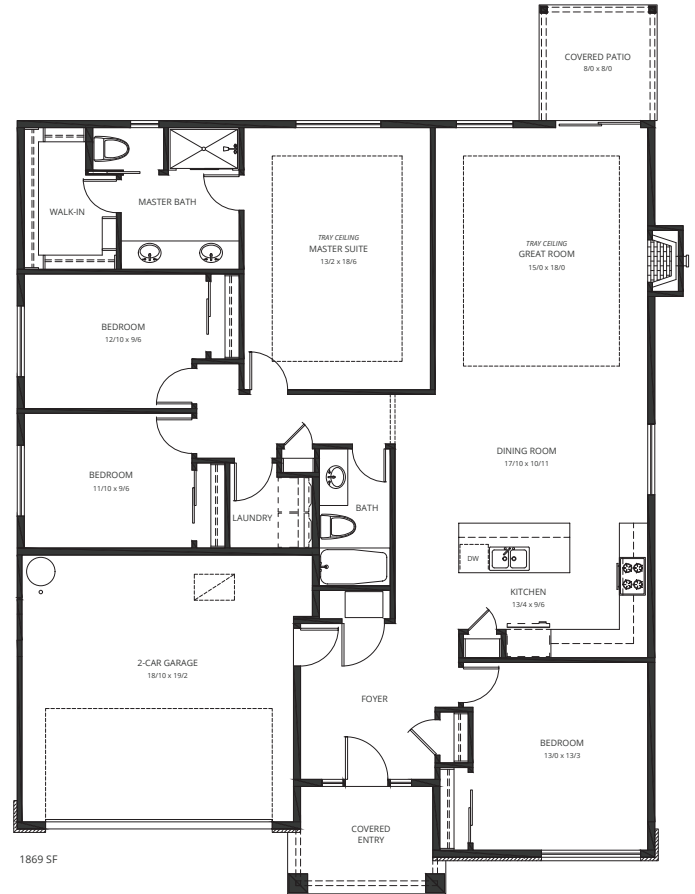 COVERED PATIO
8/0 x 8/0
WALK-IN
MASTER BATH
TRAY CEILING
MASTER SUITE
13/2 x 18/6
TRAY CEILING
GREAT ROOM
15/0 x 18/0
BEDROOM
12/10 x 9/6
BEDROOM
11/10 x 9/6
DINING ROOM
17/10 x 10/11
LAUNDRY
BATH
DW
KITCHEN
13/4 x 9/6
2-CAR GARAGE
18/10 x 19/2
FOYER
BEDROOM
13/0 x 13/3
COVERED
ENTRY
1869 SF